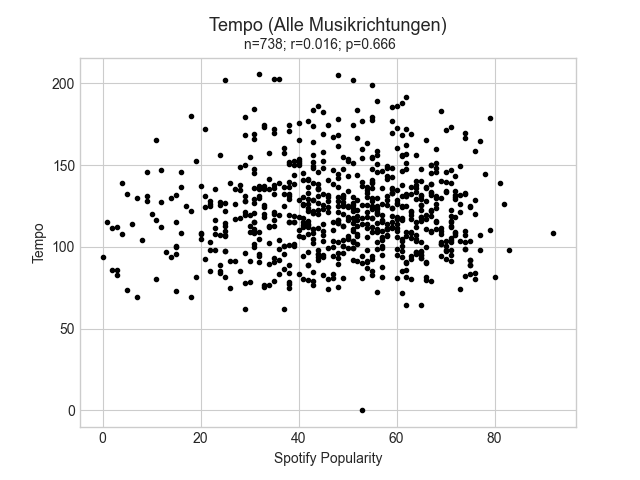 Tempo (Alle Musikrichtungen)
n=738; r=0.016; p=0.666
200
150
100
50
0
Tempo
0 20 40 60 80
Spotify Popularity